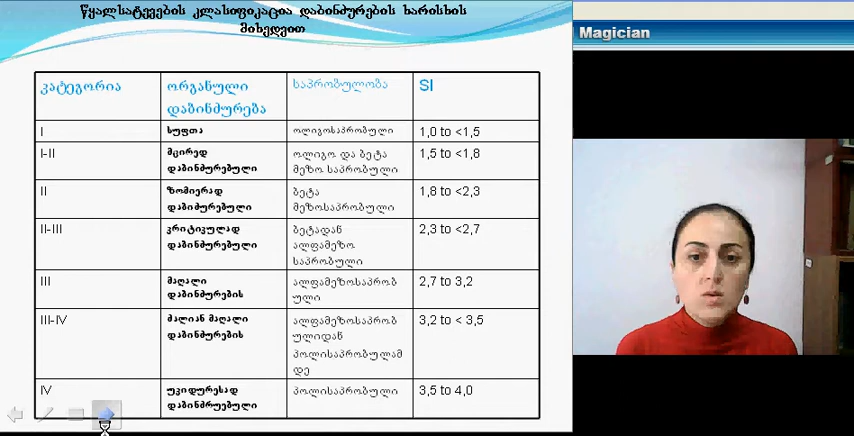 წყალსატევების კლასიფიკაცია დაბინძურების ხარისხის
მიხედვით
Magician
კატეგორია ორგანული საპრობულობა SI
დაბინძურება
I სუფთა ოლიგოსაპრობული 1,0 to <1,5
I-II მცირედ ოლიგო და ბეტა 1,5 to <1,8
დაბინძურებული მეზო საპრობული
II ზომიერად ბეტა 1,8 to <2,3
დაბიძურებული მეზოსაპრობული
II-III კრიტიკულად ბეტადან 2,3 to <2,7
დაბინძურებული ალფამეზო
საპრობული
III მაღალი ალფამეზოსაპრობ 2,7 to 3,2
დაბინძურების ული
III-IV ძალიან მაღალი ალფამეზოსაპრობ 3,2 to < 3,5
დაბინძურების ულიდან
პოლისაპრობულამ
დე
IV უკიდურესად პოლისაპრობული 3,5 to 4,0
დაბინძრუებული